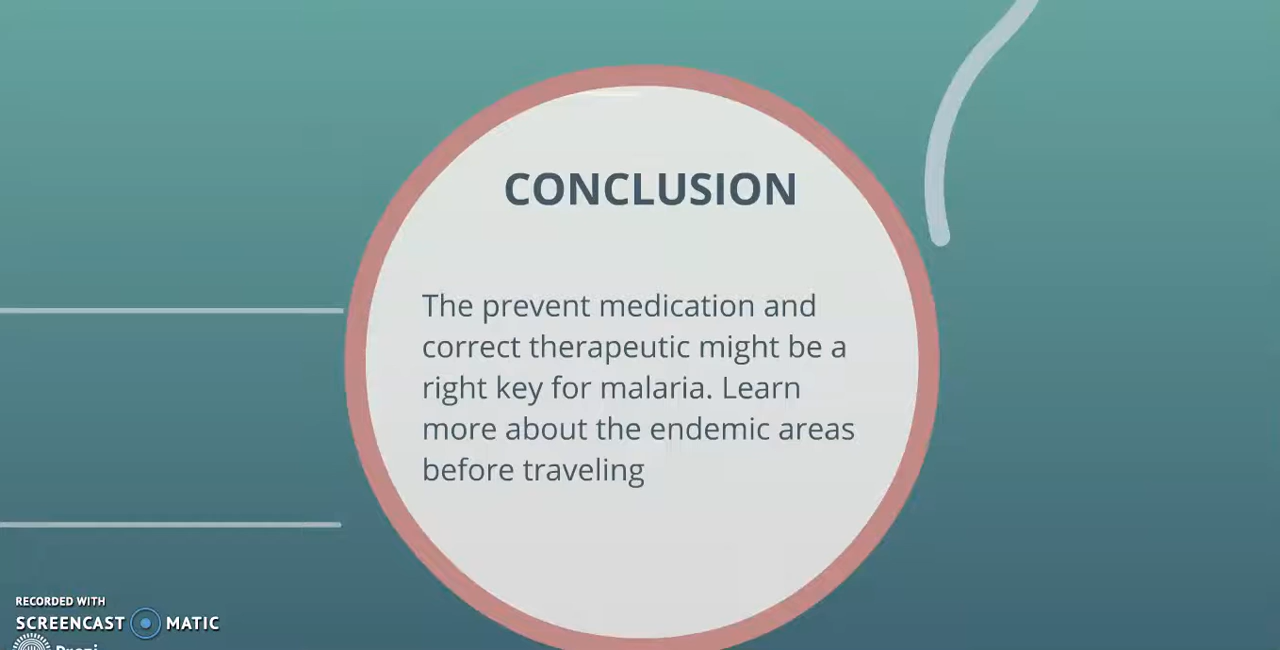 CONCLUSION
The prevent medication and
correct therapeutic might be a
right key for malaria. Learn
more about the endemic areas
before traveling
RECORDED WITH
SCREENCAST MATIC
Prezi